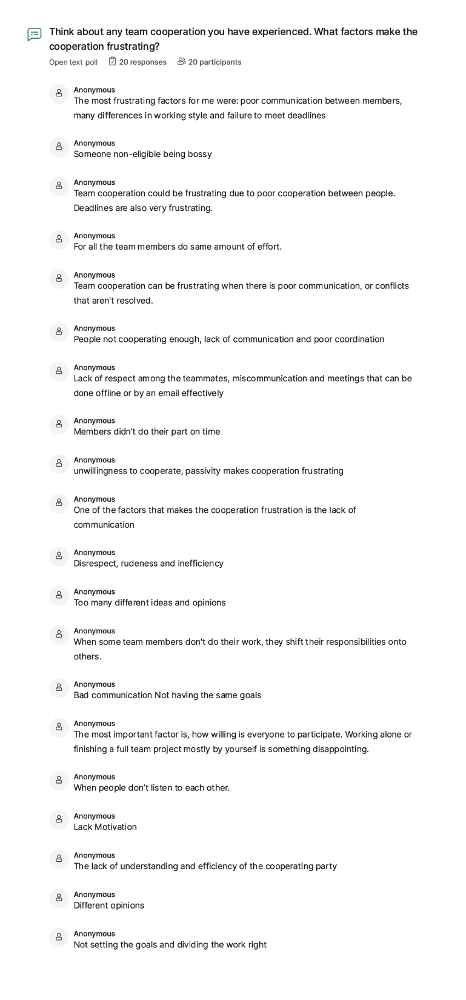 Think about any team cooperation you have experienced. What factors make the
cooperation frustrating?
Open text poll 20 responses 20 participants
Anonymous
The most frustrating factors for me were: poor communication between members,
many differences in working style and failure to meet deadlines
Anonymous
Someone non-eligible being bossy
Anonymous
Team cooperation could be frustrating due to poor cooperation between people.
Deadlines are also very frustrating.
Anonymous
For all the team members do same amount of effort.
Anonymous
Team cooperation can be frustrating when there is poor communication, or conflicts
that aren’t resolved.
Anonymous
People not cooperating enough, lack of communication and poor coordination
Anonymous
Lack of respect among the teammates, miscommunication and meetings that can be
done offline or by an email effectively
Anonymous
Members didn’t do their part on time
Anonymous
unwillingness to cooperate, passivity makes cooperation frustrating
Anonymous
One of the factors that makes the cooperation frustration is the lack of
communication
Anonymous
Disrespect, rudeness and inefficiency
Anonymous
Too many different ideas and opinions
Anonymous
When some team members don't do their work, they shift their responsibilities onto
others.
Anonymous
Bad communication Not having the same goals
Anonymous
The most important factor is, how willing is everyone to participate. Working alone or
finishing a full team project mostly by yourself is something disappointing.
Anonymous
When people don’t listen to each other.
Anonymous
Lack Motivation
Anonymous
The lack of understanding and efficiency of the cooperating party
Anonymous
Different opinions
Anonymous
Not setting the goals and dividing the work right